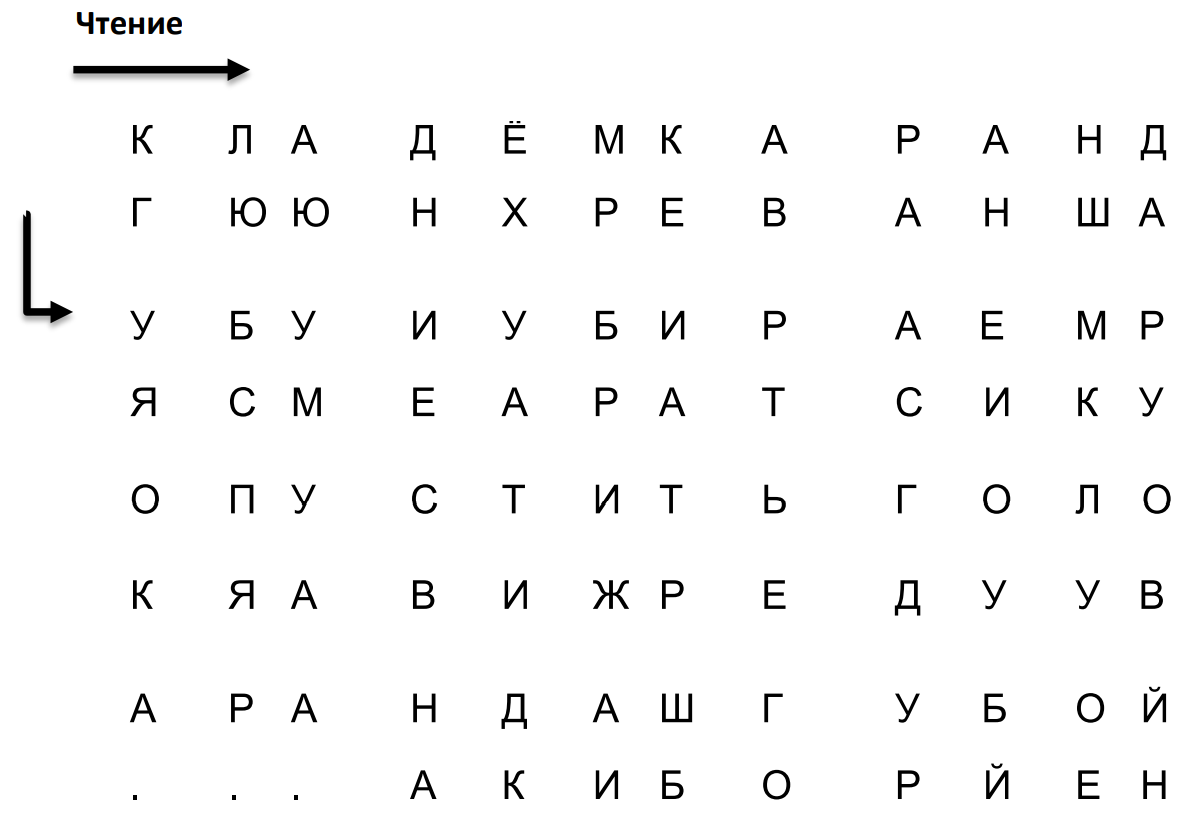 Чтение
К Л А Д Ё М К А Р А Н Д
Г Ю Ю Н Х Р Е В А Н Ш А
У Б У И У Б И Р А Е М Р
Я С М Е А Р А Т С И К У
О П У С Т И Т Ь Г О Л О
К Я А В И Ж Р Е Д У У В
А Р А Н Д А Ш Г У Б О Й
. . . А К И Б О Р Й Е Н